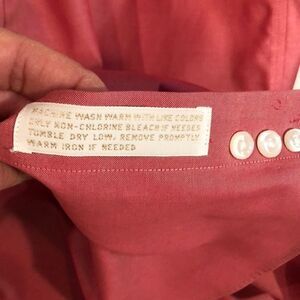 MACHINE WASH WARM WITH LIKE COLORS
ONLY NON-CHLORINE BLEACH IF NEEDED
TUMBLE DRY LOW, REMOVE PROMPTLY
WARM IRON IF NEEDED